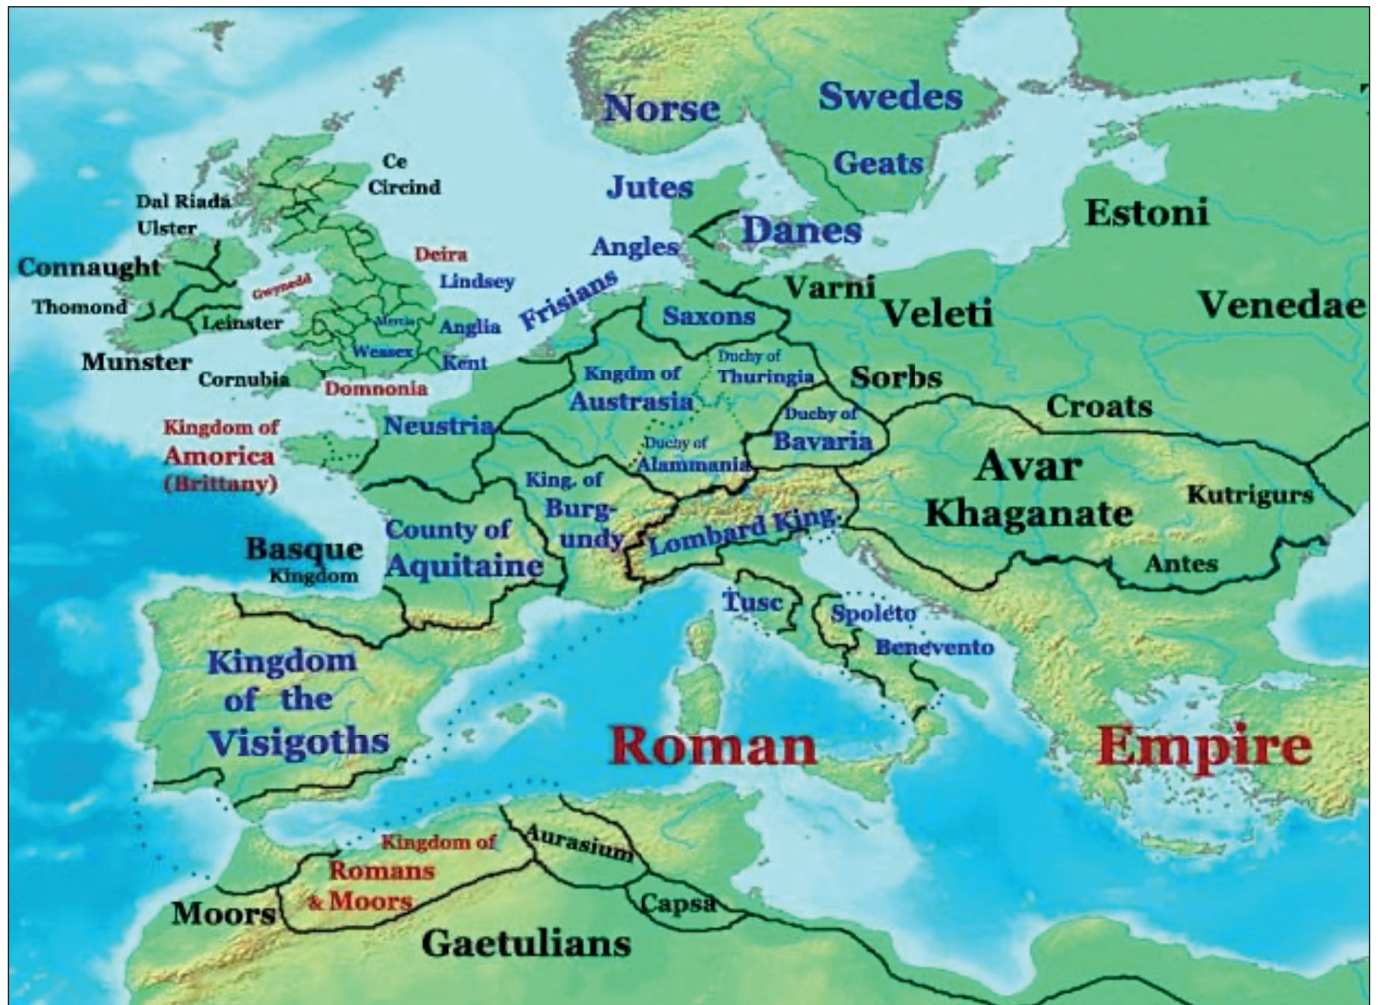 Norse
Swedes
Geats
Jutes
Danes
Angles
Frisians
Ce
Circind
Dal Riada
Ulster
Connaught
Thomond
Leinster
Munster
Deira
Lindsey
Gwynedd
Mercia
Anglia
Wessex
Kent
Cornubia
Domnonia
Estoni
Varni
Veleti
Venedae
Saxons
Duchy of
Thuringia
Kngdm of
Austrasia
Sorbs
Croats
Duchy of
Bavaria
Neustria
Kingdom of
Amorica
(Brittany)
Duchy of
Alammania
Avar
Khaganate
Kutrigurs
Antes
King. of
Burg-
undy
Lombard King.
County of
Aquitaine
Basque
Kingdom
Tusc
Spoleto
Benevento
Kingdom
of the
Visigoths
Roman Empire
Kingdom of
Romans
& Moors
Aurasium
Capsa
Moors
Gaetulians